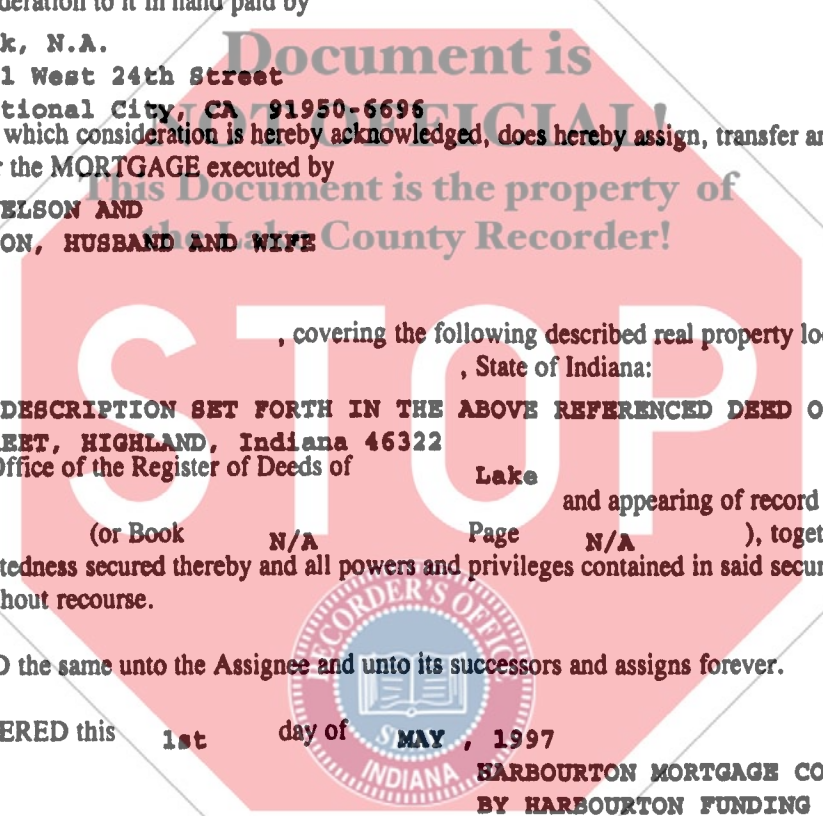 deration to it in hand paid by
k, N.A.
1 West 24th Street
tional City, CA 91950-6696
which consideration is hereby acknowledged, does hereby assign, transfer an
r the MORTGAGE executed by
ELSON AND
ON, HUSBAND AND WIFE
, covering the following described real property loc
, State of Indiana:
DESCRIPTION SET FORTH IN THE ABOVE REFERENCED DEED O
EET, HIGHLAND, Indiana 46322
Office of the Register of Deeds of Lake
and appearing of record
(or Book N/A Page N/A ), toget
tedness secured thereby and all powers and privileges contained in said secur
hout recourse.
D the same unto the Assignee and unto its successors and assigns forever.
ERED this 1st day of MAY , 1997
HARBOURTON MORTGAGE CO
BY HARBOURTON FUNDING
Document is
NOT OFFICIAL!
This Document is the property of
the Lake County Recorder!
STOP
RECORDER'S OFFICE
INDIANA